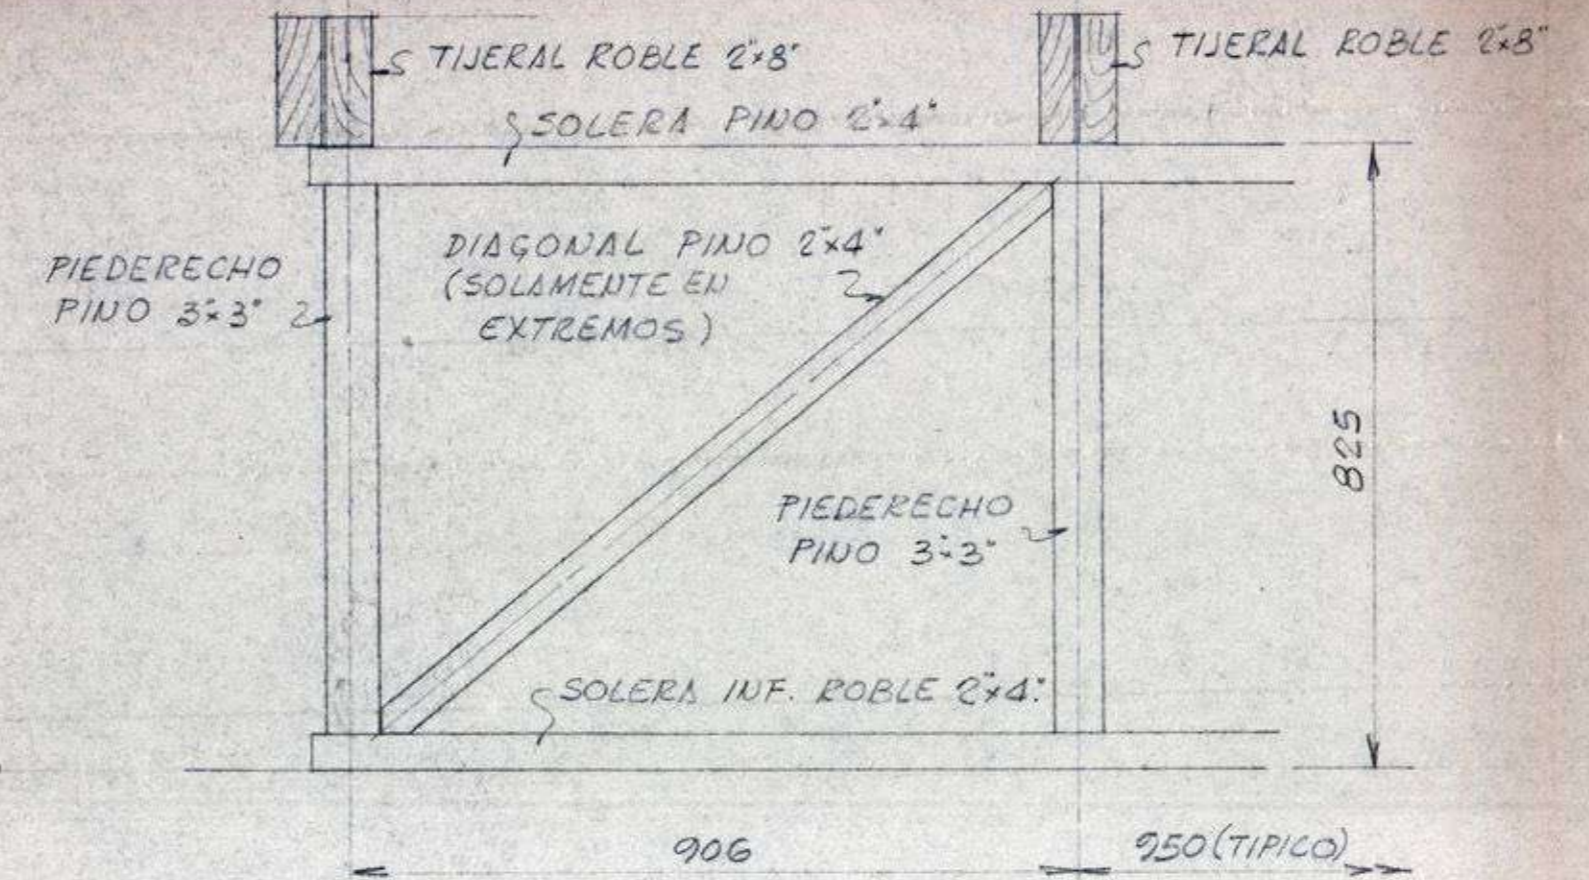 TIJERAL ROBLE 2"x8"
TIJERAL ROBLE 2"x8"
SOLERA PINO 2"x4"
PIEDERECHO
PINO 3"x3"
DIAGONAL PINO 2"x4"
(SOLAMENTE EN
EXTREMOS)
825
PIEDERECHO
PINO 3"x3"
SOLERA INF. ROBLE 2"x4"
906
950 (TIPICO)